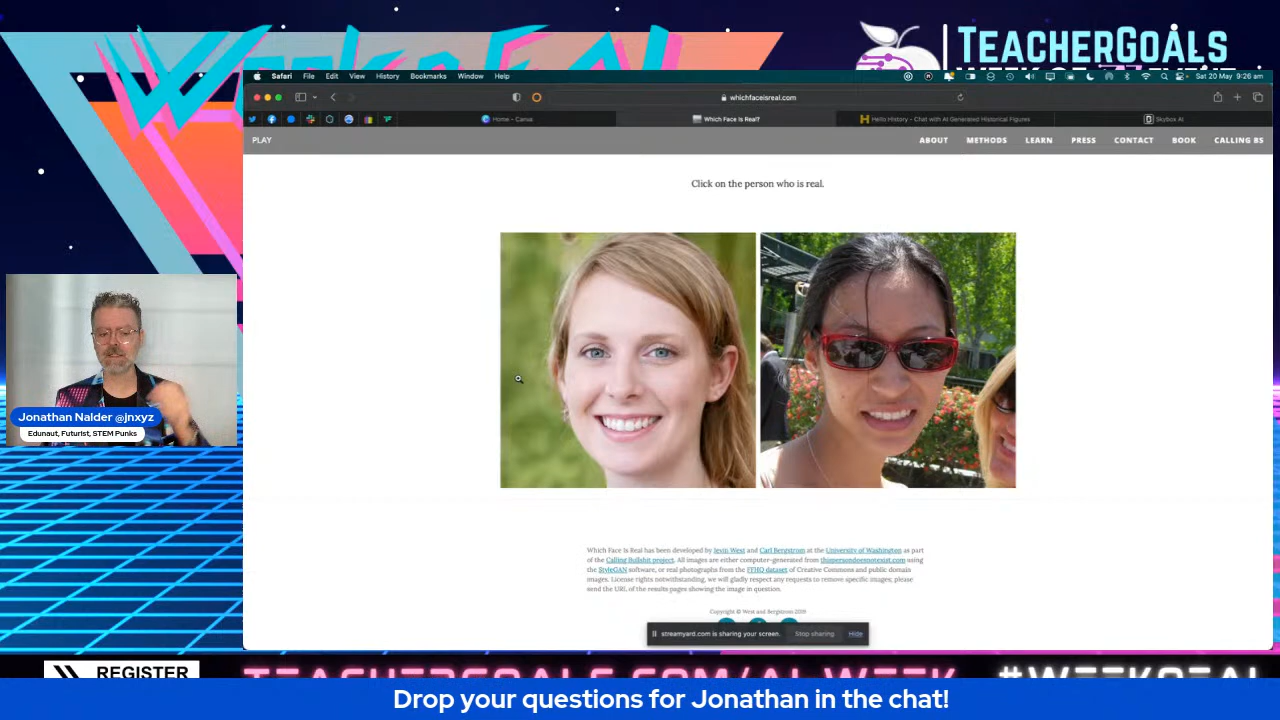 TEACHERGOALS
Safari File Edit View History Bookmarks Window Help
Sat 20 May 9:26 am
whichfaceisreal.com
Home – Canva
Which Face Is Real?
Hello History - Chat with AI Generated Historical Figures
Skybox AI
PLAY
ABOUT METHODS LEARN PRESS CONTACT BOOK CALLING BS
Click on the person who is real.
Jonathan Nalder @jnxyz
Edunaut, Futurist, STEM Punks
Which Face Is Real has been developed by Jevin West and Carl Bergstrom at the University of Washington as part
of the Calling Bullshit project. All images are either computer-generated from thispersondoesnotexist.com using
the StyleGAN software, or real photographs from the FFHQ dataset of Creative Commons and public domain
images. License rights notwithstanding, we will gladly respect any requests to remove specific images; please
send the URL of the results pages showing the image in question.
Copyright © West and Bergstrom 2019
streamyard.com is sharing your screen.
Stop sharing
Hide
REGISTER
TEACHERGOALS.COM/AI-WEEK
#WEEKOFAI
Drop your questions for Jonathan in the chat!